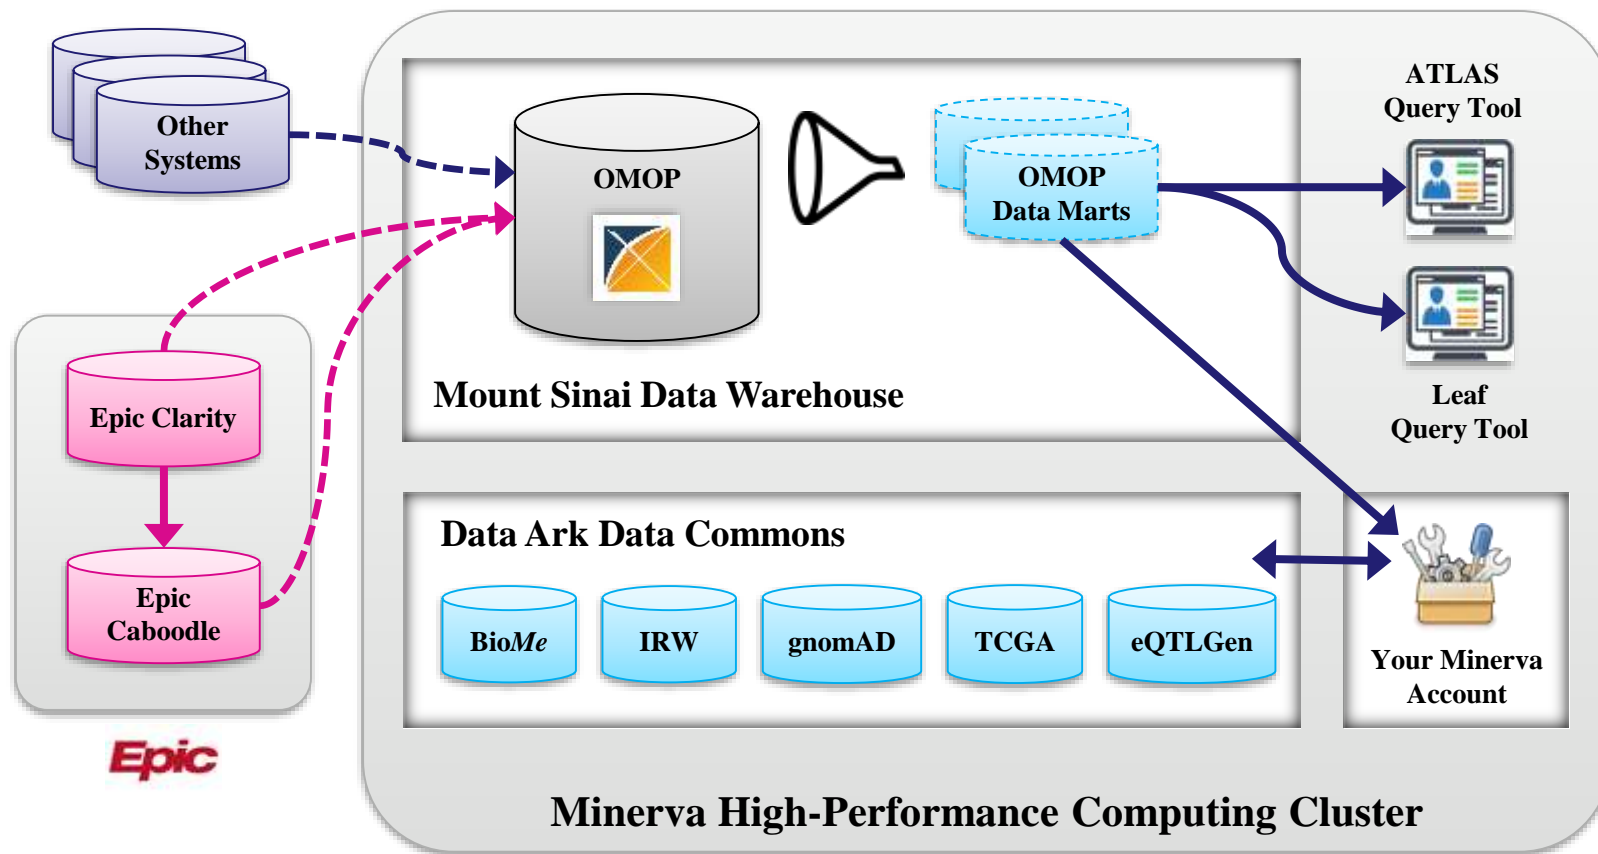 Other
Systems
OMOP
OMOP
Data Marts
ATLAS
Query Tool
Leaf
Query Tool
Mount Sinai Data Warehouse
Epic Clarity
Epic
Caboodle
Epic
Data Ark Data Commons
BioMe
IRW
gnomAD
TCGA
eQTLGen
Your Minerva
Account
Minerva High-Performance Computing Cluster